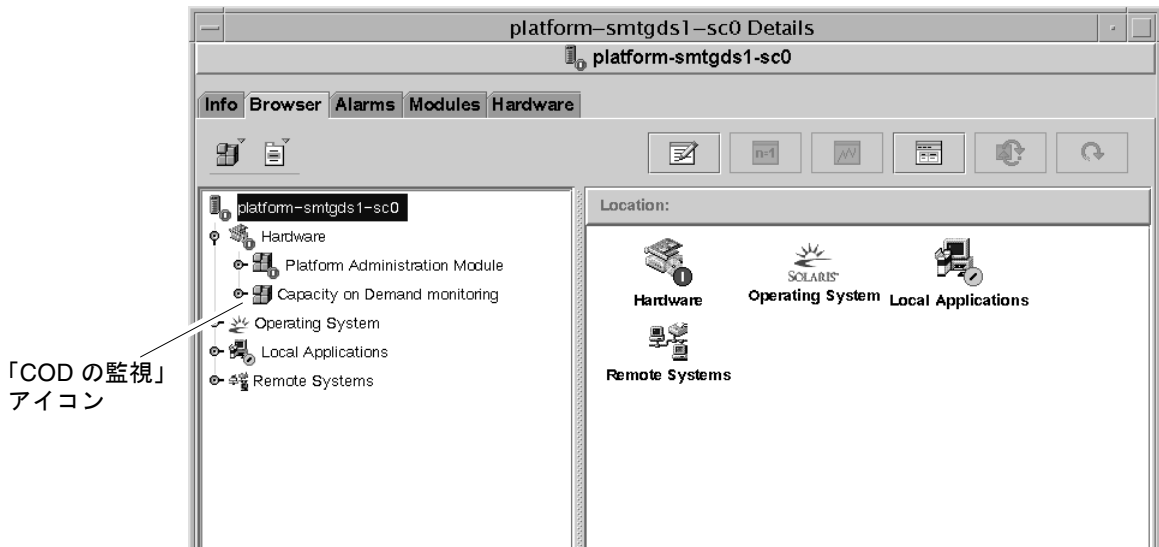 platform-smtgds1-sc0 Details
platform-smtgds1-sc0
Info Browser Alarms Modules Hardware
n=1
platform-smtgds1-sc0
Hardware
Platform Administration Module
Capacity on Demand monitoring
Operating System
Local Applications
Remote Systems
「COD の監視」
アイコン
Location:
SOLARIS
Hardware Operating System Local Applications
Remote Systems